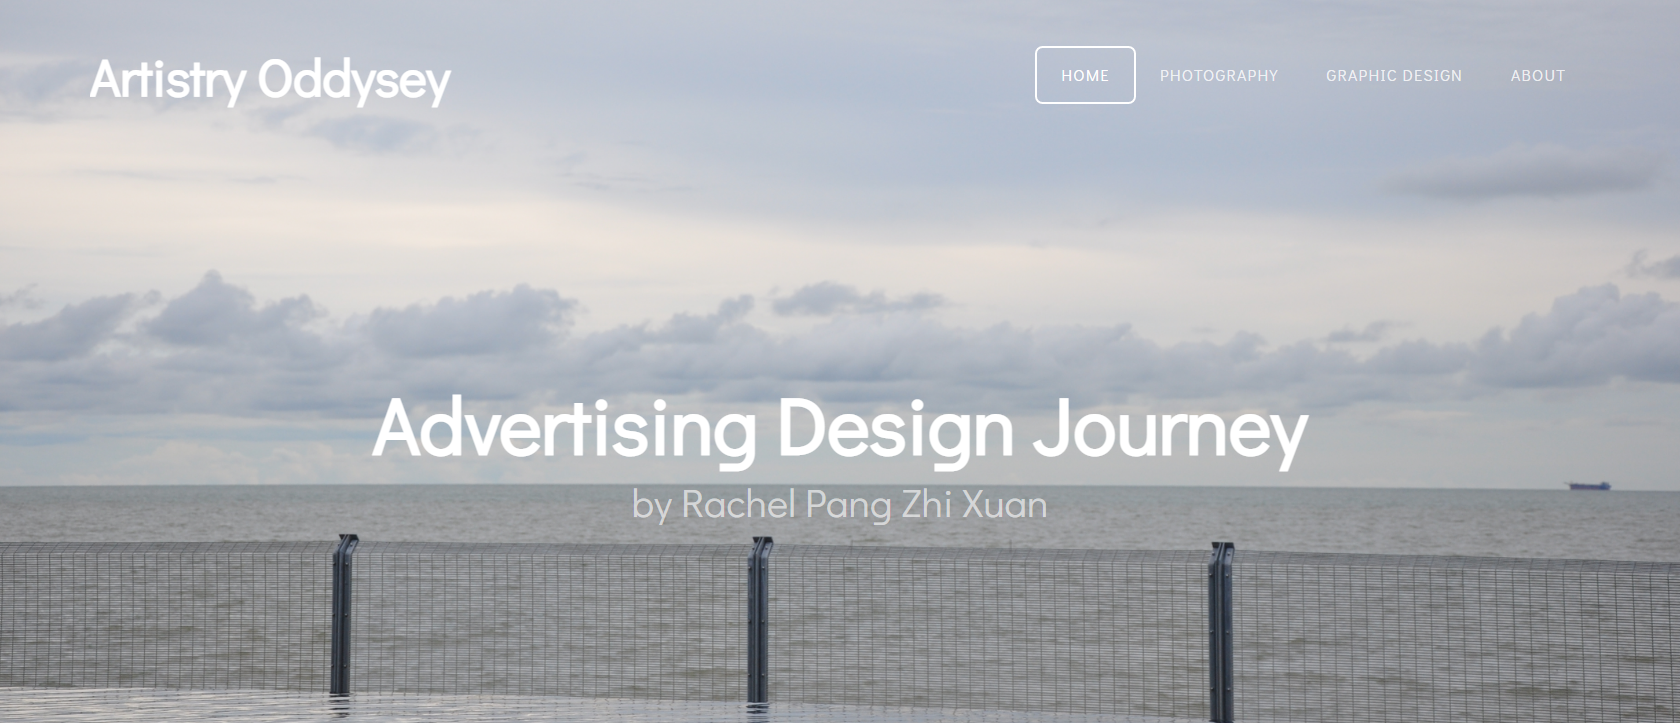 Artistry Oddysey
HOME PHOTOGRAPHY GRAPHIC DESIGN ABOUT
Advertising Design Journey
by Rachel Pang Zhi Xuan